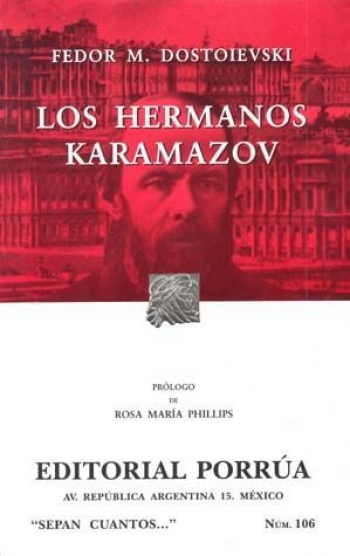 FEDOR M. DOSTOIEVSKI
LOS HERMANOS
KARAMAZOV
PRÓLOGO
DE
ROSA MARÍA PHILLIPS
EDITORIAL PORRÚA
AV. REPÚBLICA ARGENTINA 15. MÉXICO
“SEPAN CUANTOS...” NÚM. 106